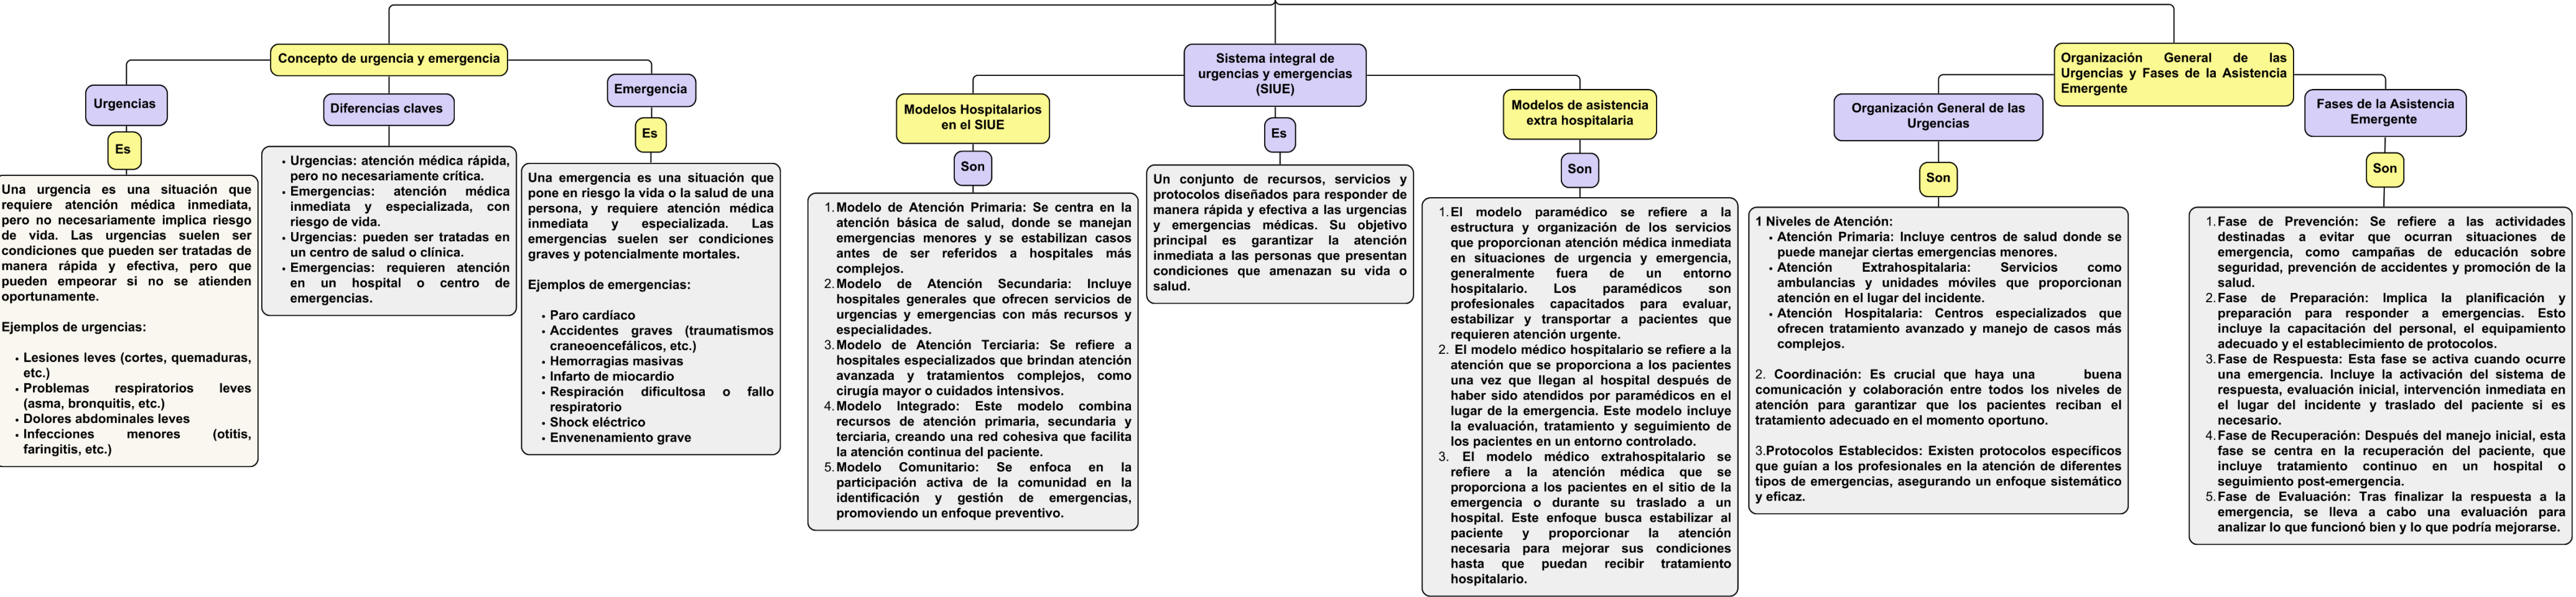 Concepto de urgencia y emergencia
Urgencias
Es
Una urgencia es una situación que
requiere atención médica inmediata,
pero no necesariamente implica riesgo
de vida. Las urgencias suelen ser
condiciones que pueden ser tratadas de
manera rápida y efectiva, pero que
pueden empeorar si no se atienden
oportunamente.
Ejemplos de urgencias:
• Lesiones leves (cortes, quemaduras,
etc.)
• Problemas respiratorios leves
(asma, bronquitis, etc.)
• Dolores abdominales leves
• Infecciones menores (otitis,
faringitis, etc.)
Diferencias claves
• Urgencias: atención médica rápida,
pero no necesariamente crítica.
• Emergencias: atención médica
inmediata y especializada, con
riesgo de vida.
• Urgencias: pueden ser tratadas en
un centro de salud o clínica.
• Emergencias: requieren atención
en un hospital o centro de
emergencias.
Emergencia
Es
Una emergencia es una situación que
pone en riesgo la vida o la salud de una
persona, y requiere atención médica
inmediata y especializada. Las
emergencias suelen ser condiciones
graves y potencialmente mortales.
Ejemplos de emergencias:
• Paro cardíaco
• Accidentes graves (traumatismos
craneoencefálicos, etc.)
• Hemorragias masivas
• Infarto de miocardio
• Respiración dificultosa o fallo
respiratorio
• Shock eléctrico
• Envenenamiento grave
Sistema integral de
urgencias y emergencias
(SIUE)
Modelos Hospitalarios
en el SIUE
Son
1. Modelo de Atención Primaria: Se centra en la
atención básica de salud, donde se manejan
emergencias menores y se estabilizan casos
antes de ser referidos a hospitales más
complejos.
2. Modelo de Atención Secundaria: Incluye
hospitales generales que ofrecen servicios de
urgencias y emergencias con más recursos y
especialidades.
3. Modelo de Atención Terciaria: Se refiere a
hospitales especializados que brindan atención
avanzada y tratamientos complejos, como
cirugía mayor o cuidados intensivos.
4. Modelo Integrado: Este modelo combina
recursos de atención primaria, secundaria y
terciaria, creando una red cohesiva que facilita
la atención continua del paciente.
5. Modelo Comunitario: Se enfoca en la
participación activa de la comunidad en la
identificación y gestión de emergencias,
promoviendo un enfoque preventivo.
Es
Un conjunto de recursos, servicios y
protocolos diseñados para responder de
manera rápida y efectiva a las urgencias
y emergencias médicas. Su objetivo
principal es garantizar la atención
inmediata a las personas que presentan
condiciones que amenazan su vida o
salud.
Modelos de asistencia
extra hospitalaria
Son
1. El modelo paramédico se refiere a la
estructura y organización de los servicios
que proporcionan atención médica inmediata
en situaciones de urgencia y emergencia,
generalmente fuera de un entorno
hospitalario. Los paramédicos son
profesionales capacitados para evaluar,
estabilizar y transportar a pacientes que
requieren atención urgente.
2. El modelo médico hospitalario se refiere a la
atención que se proporciona a los pacientes
una vez que llegan al hospital después de
haber sido atendidos por paramédicos en el
lugar de la emergencia. Este modelo incluye
la evaluación, tratamiento y seguimiento de
los pacientes en un entorno controlado.
3. El modelo médico extrahospitalario se
refiere a la atención médica que se
proporciona a los pacientes en el sitio de la
emergencia o durante su traslado a un
hospital. Este enfoque busca estabilizar al
paciente y proporcionar la atención
necesaria para mejorar sus condiciones
hasta que puedan recibir tratamiento
hospitalario.
Organización General de las
Urgencias y Fases de la Asistencia
Emergente
Organización General de las
Urgencias
Son
1 Niveles de Atención:
• Atención Primaria: Incluye centros de salud donde se
puede manejar ciertas emergencias menores.
• Atención Extrahospitalaria: Servicios como
ambulancias y unidades móviles que proporcionan
atención en el lugar del incidente.
• Atención Hospitalaria: Centros especializados que
ofrecen tratamiento avanzado y manejo de casos más
complejos.
2. Coordinación: Es crucial que haya una buena
comunicación y colaboración entre todos los niveles de
atención para garantizar que los pacientes reciban el
tratamiento adecuado en el momento oportuno.
3.Protocolos Establecidos: Existen protocolos específicos
que guían a los profesionales en la atención de diferentes
tipos de emergencias, asegurando un enfoque sistemático
y eficaz.
Fases de la Asistencia
Emergente
Son
1. Fase de Prevención: Se refiere a las actividades
destinadas a evitar que ocurran situaciones de
emergencia, como campañas de educación sobre
seguridad, prevención de accidentes y promoción de la
salud.
2. Fase de Preparación: Implica la planificación y
preparación para responder a emergencias. Esto
incluye la capacitación del personal, el equipamiento
adecuado y el establecimiento de protocolos.
3. Fase de Respuesta: Esta fase se activa cuando ocurre
una emergencia. Incluye la activación del sistema de
respuesta, evaluación inicial, intervención inmediata en
el lugar del incidente y traslado del paciente si es
necesario.
4. Fase de Recuperación: Después del manejo inicial, esta
fase se centra en la recuperación del paciente, que
incluye tratamiento continuo en un hospital o
seguimiento post-emergencia.
5. Fase de Evaluación: Tras finalizar la respuesta a la
emergencia, se lleva a cabo una evaluación para
analizar lo que funcionó bien y lo que podría mejorarse.